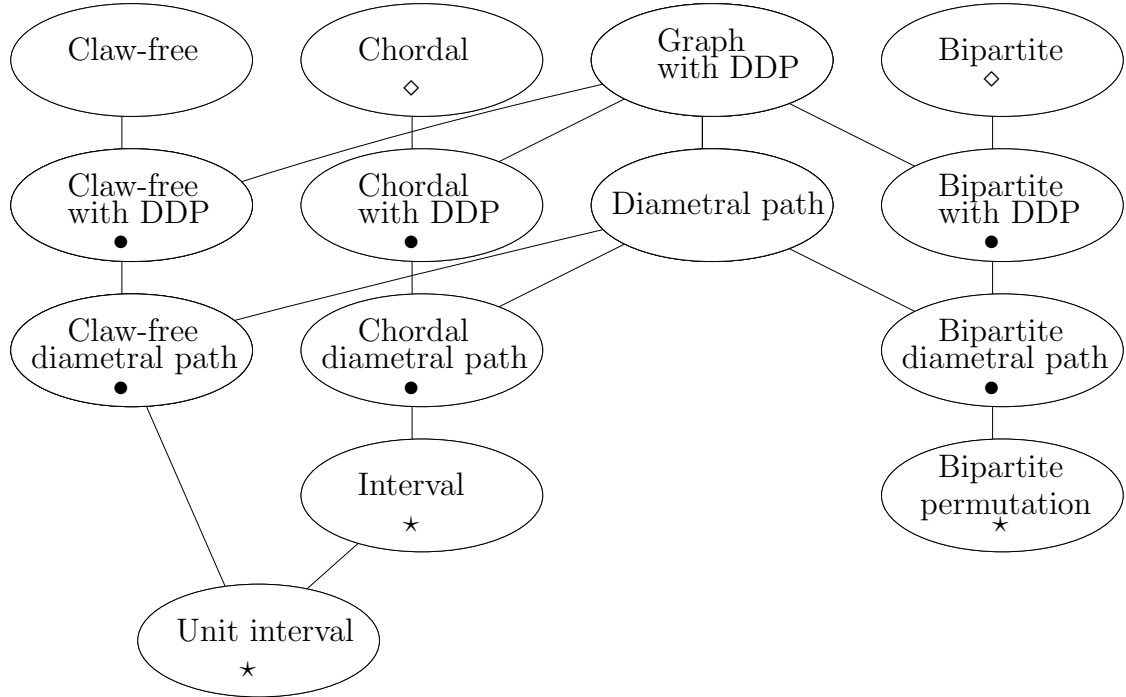 Claw-free
Chordal
◇
Graph
with DDP
Bipartite
◇
Claw-free
with DDP
●
Chordal
with DDP
●
Diametral path
Bipartite
with DDP
●
Claw-free
diametral path
●
Chordal
diametral path
●
Bipartite
diametral path
●
Interval
⋆
Bipartite
permutation
⋆
Unit interval
⋆